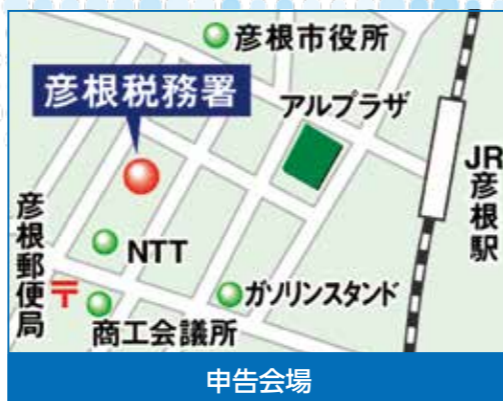 彦根市役所
彦根税務署
アルプラザ
JR彦根駅
NTT
彦根郵便局
〒
ガソリンスタンド
商工会議所
申告会場